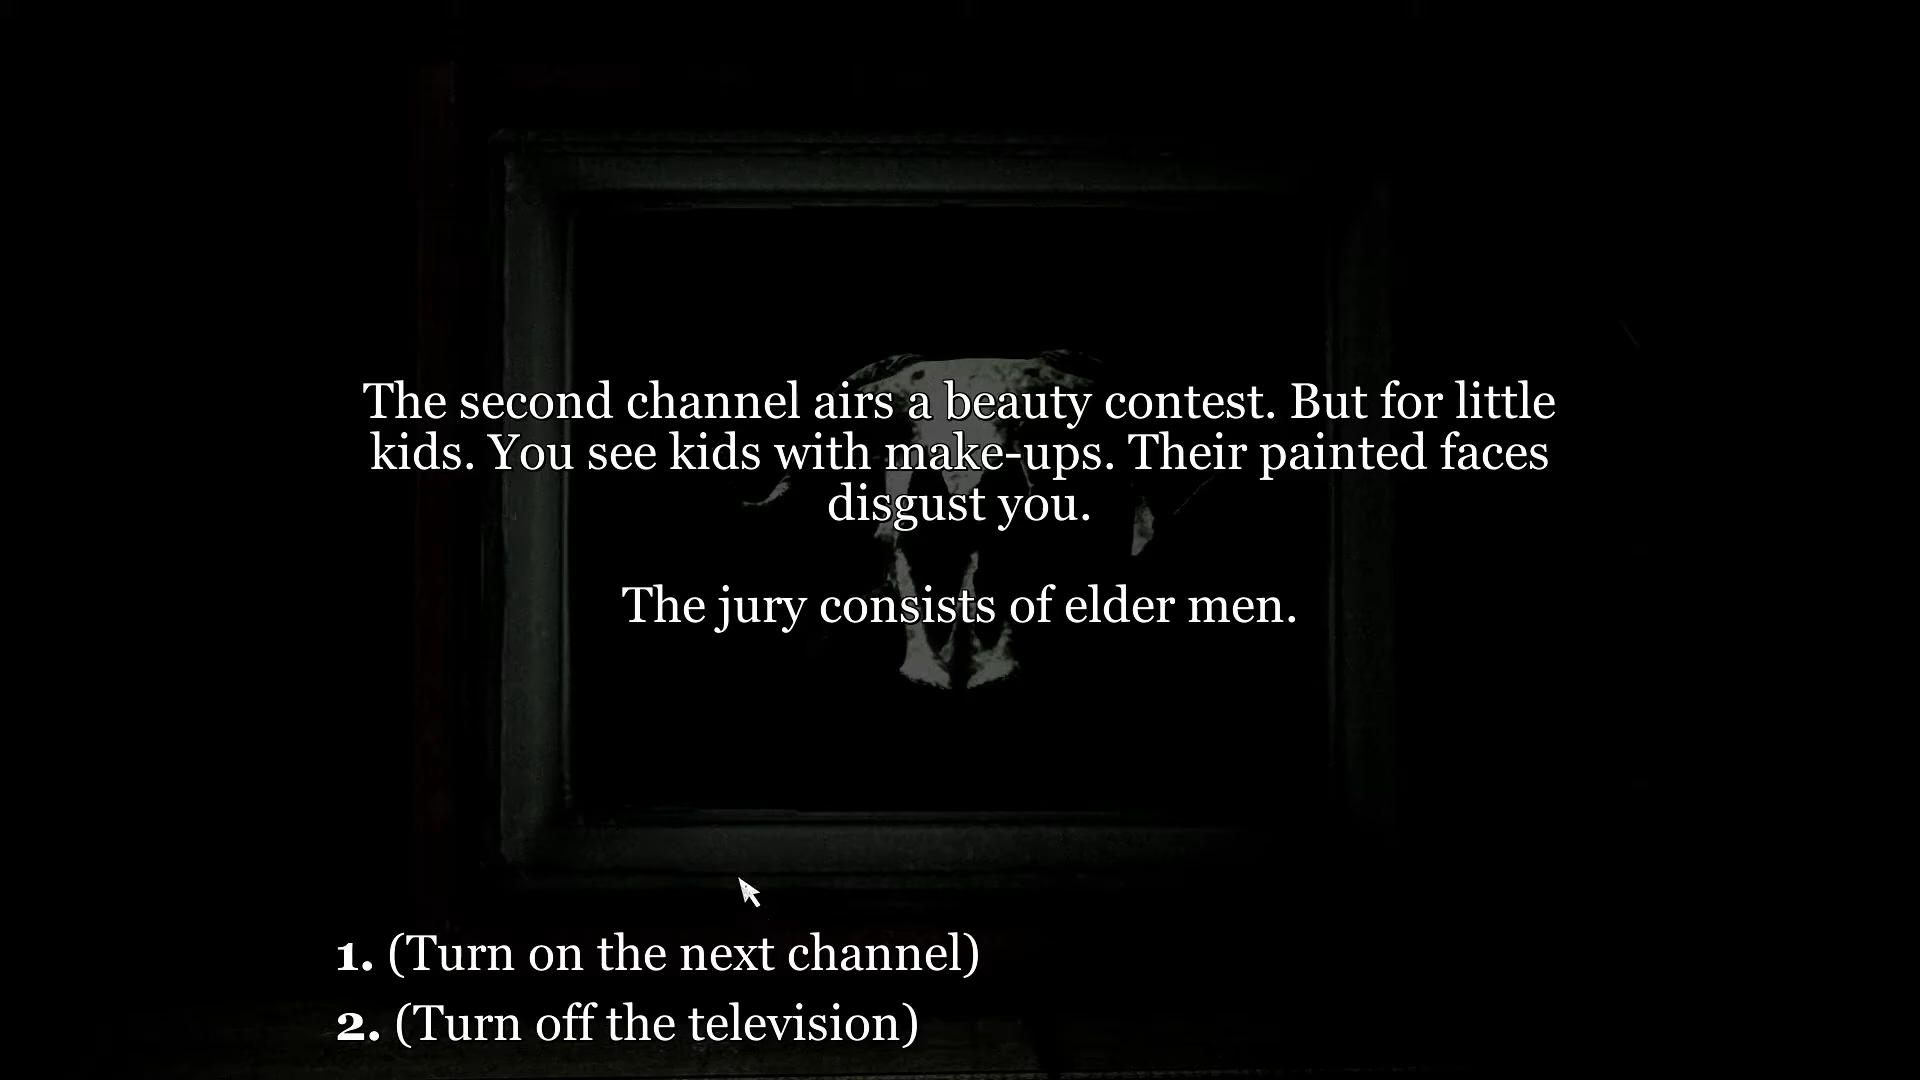 The second channel airs a beauty contest. But for little
kids. You see kids with make-ups. Their painted faces
disgust you.
The jury consists of elder men.
1. (Turn on the next channel)
2. (Turn off the television)